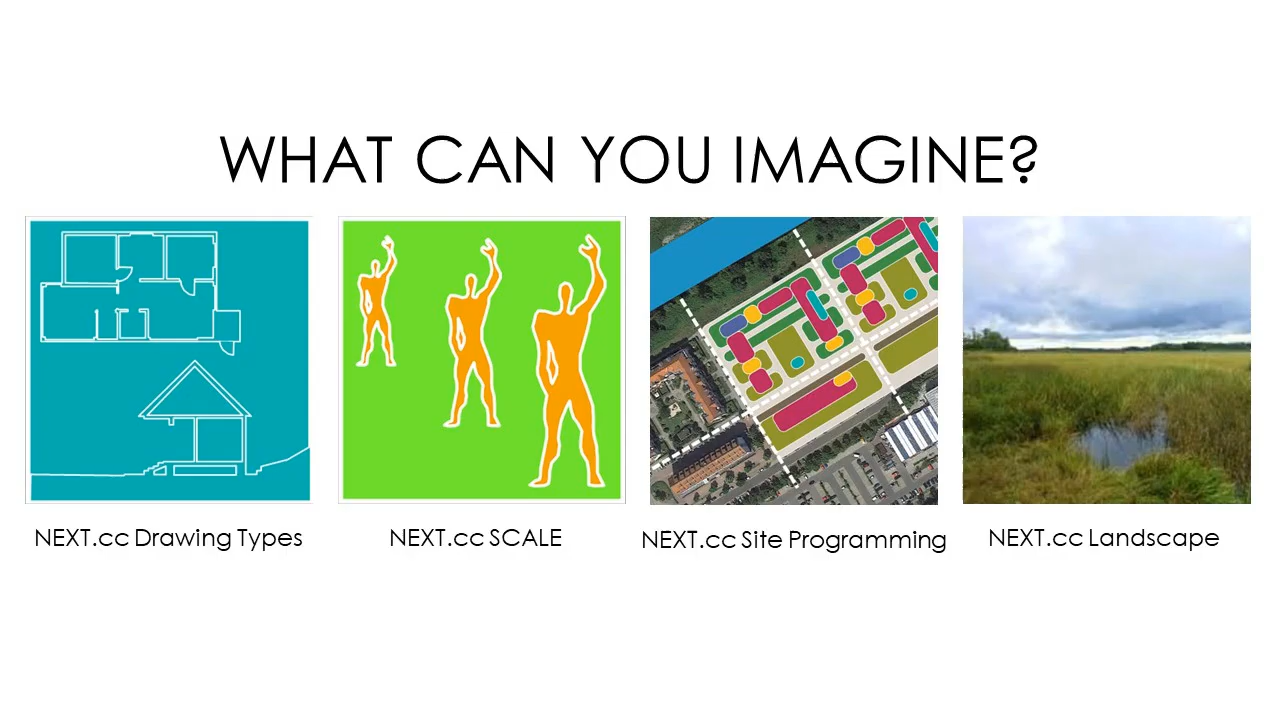 WHAT CAN YOU IMAGINE?
NEXT.cc Drawing Types
NEXT.cc SCALE
NEXT.cc Site Programming
NEXT.cc Landscape